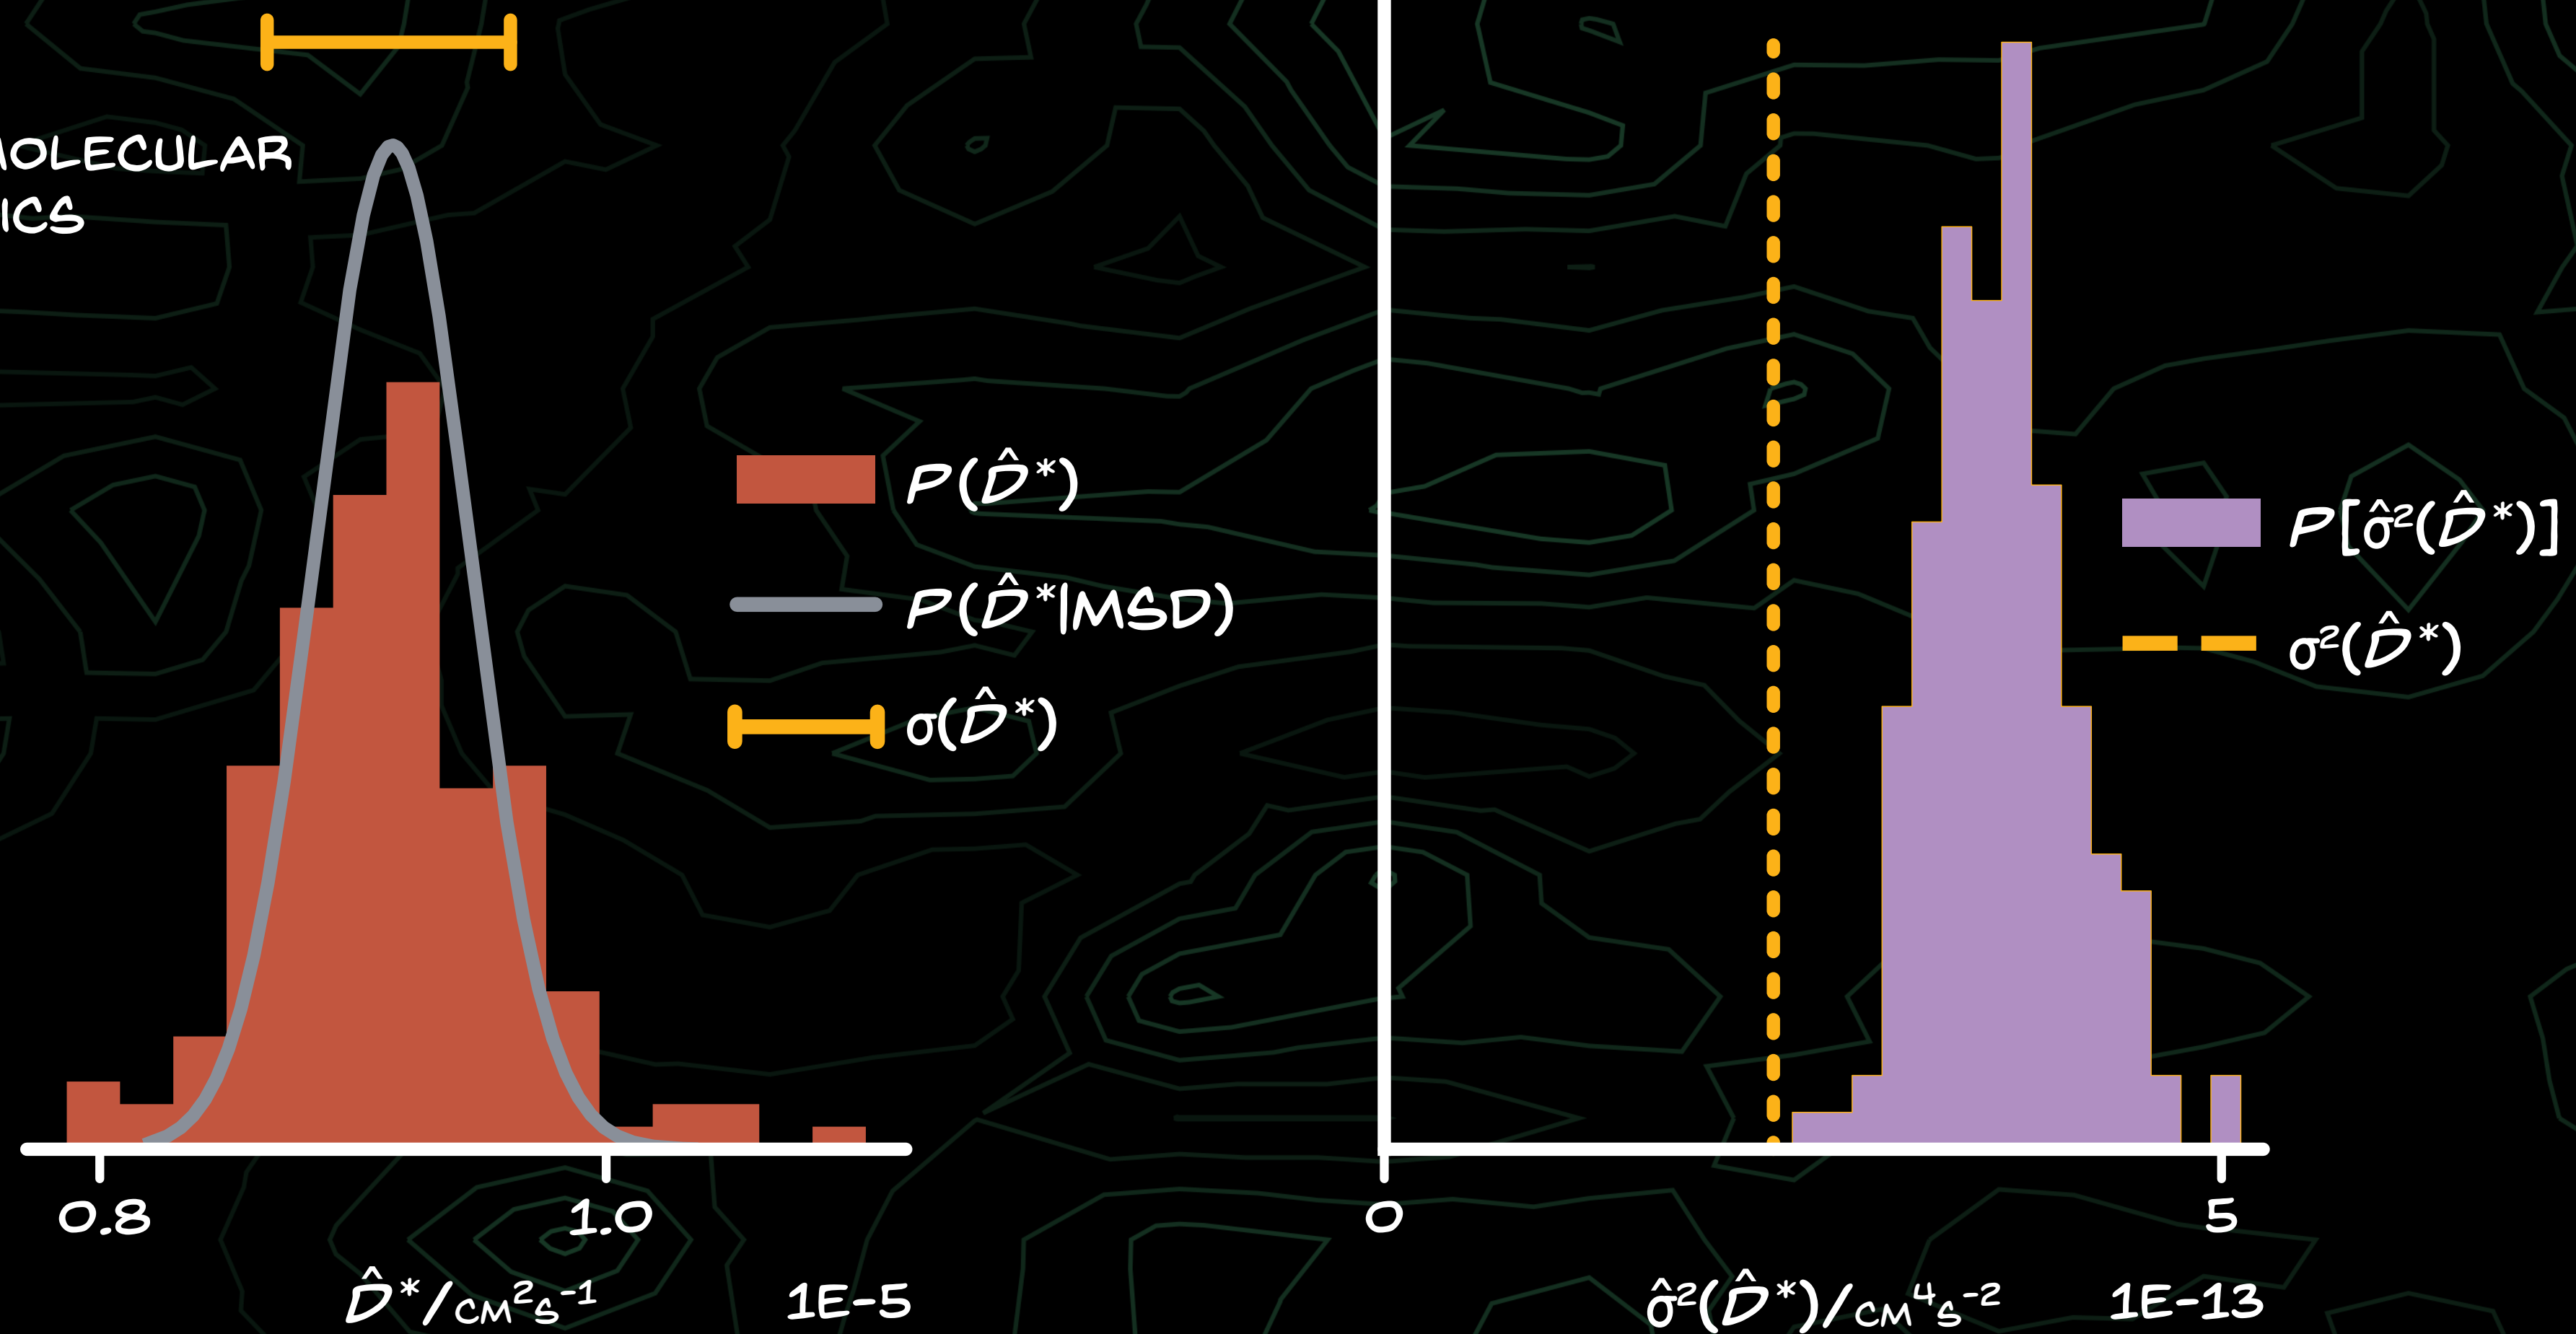 OLECULAR
ICS
P(D̂*)
P(D̂*|MSD)
σ(D̂*)
0.8
1.0
D̂*/CM²S⁻¹
1E-5
P[σ̂²(D̂*)]
σ²(D̂*)
0
5
σ̂²(D̂*)/CM⁴S⁻²
1E-13